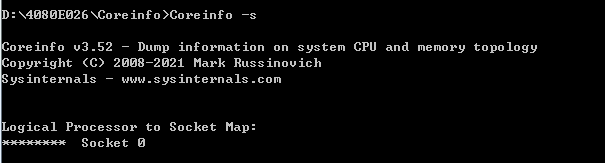 D:\4080E026\Coreinfo>Coreinfo -s
Coreinfo v3.52 - Dump information on system CPU and memory topology
Copyright (C) 2008-2021 Mark Russinovich
Sysinternals - www.sysinternals.com
Logical Processor to Socket Map:
******** Socket 0